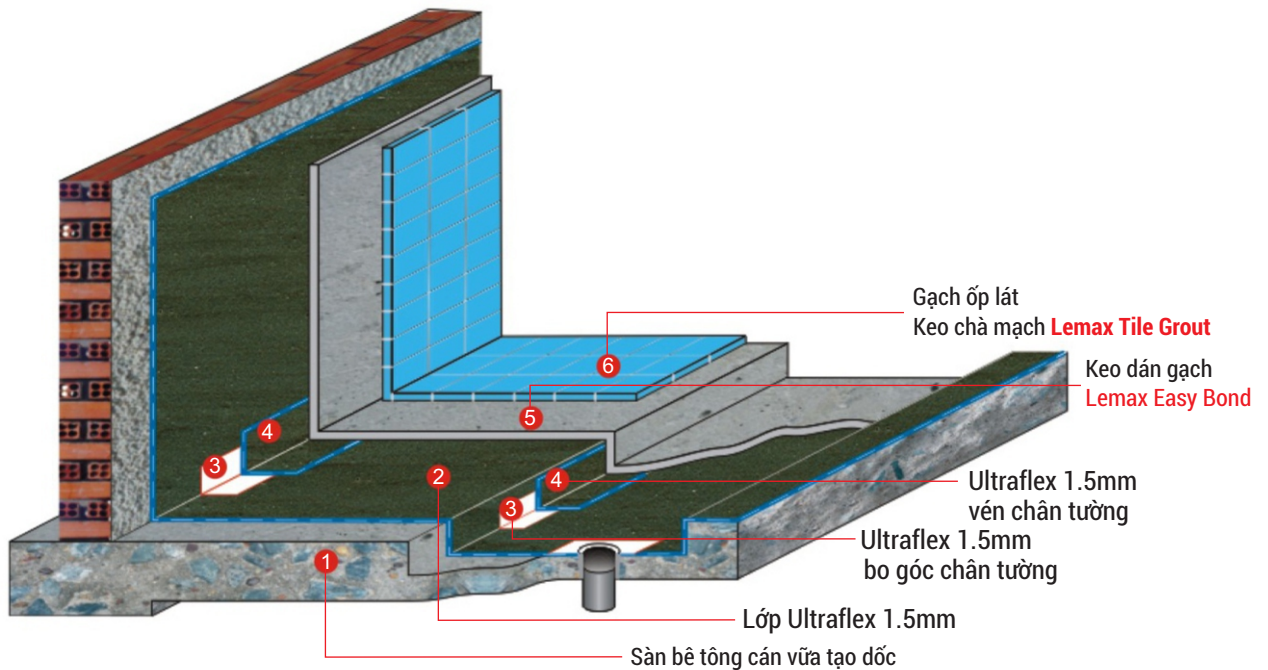 Gạch ốp lát
Keo chà mạch Lemax Tile Grout
Keo dán gạch
Lemax Easy Bond
6
5
4
3
2
4
3
1
Ultraflex 1.5mm
vén chân tường
Ultraflex 1.5mm
bo góc chân tường
Lớp Ultraflex 1.5mm
Sàn bê tông cán vữa tạo dốc